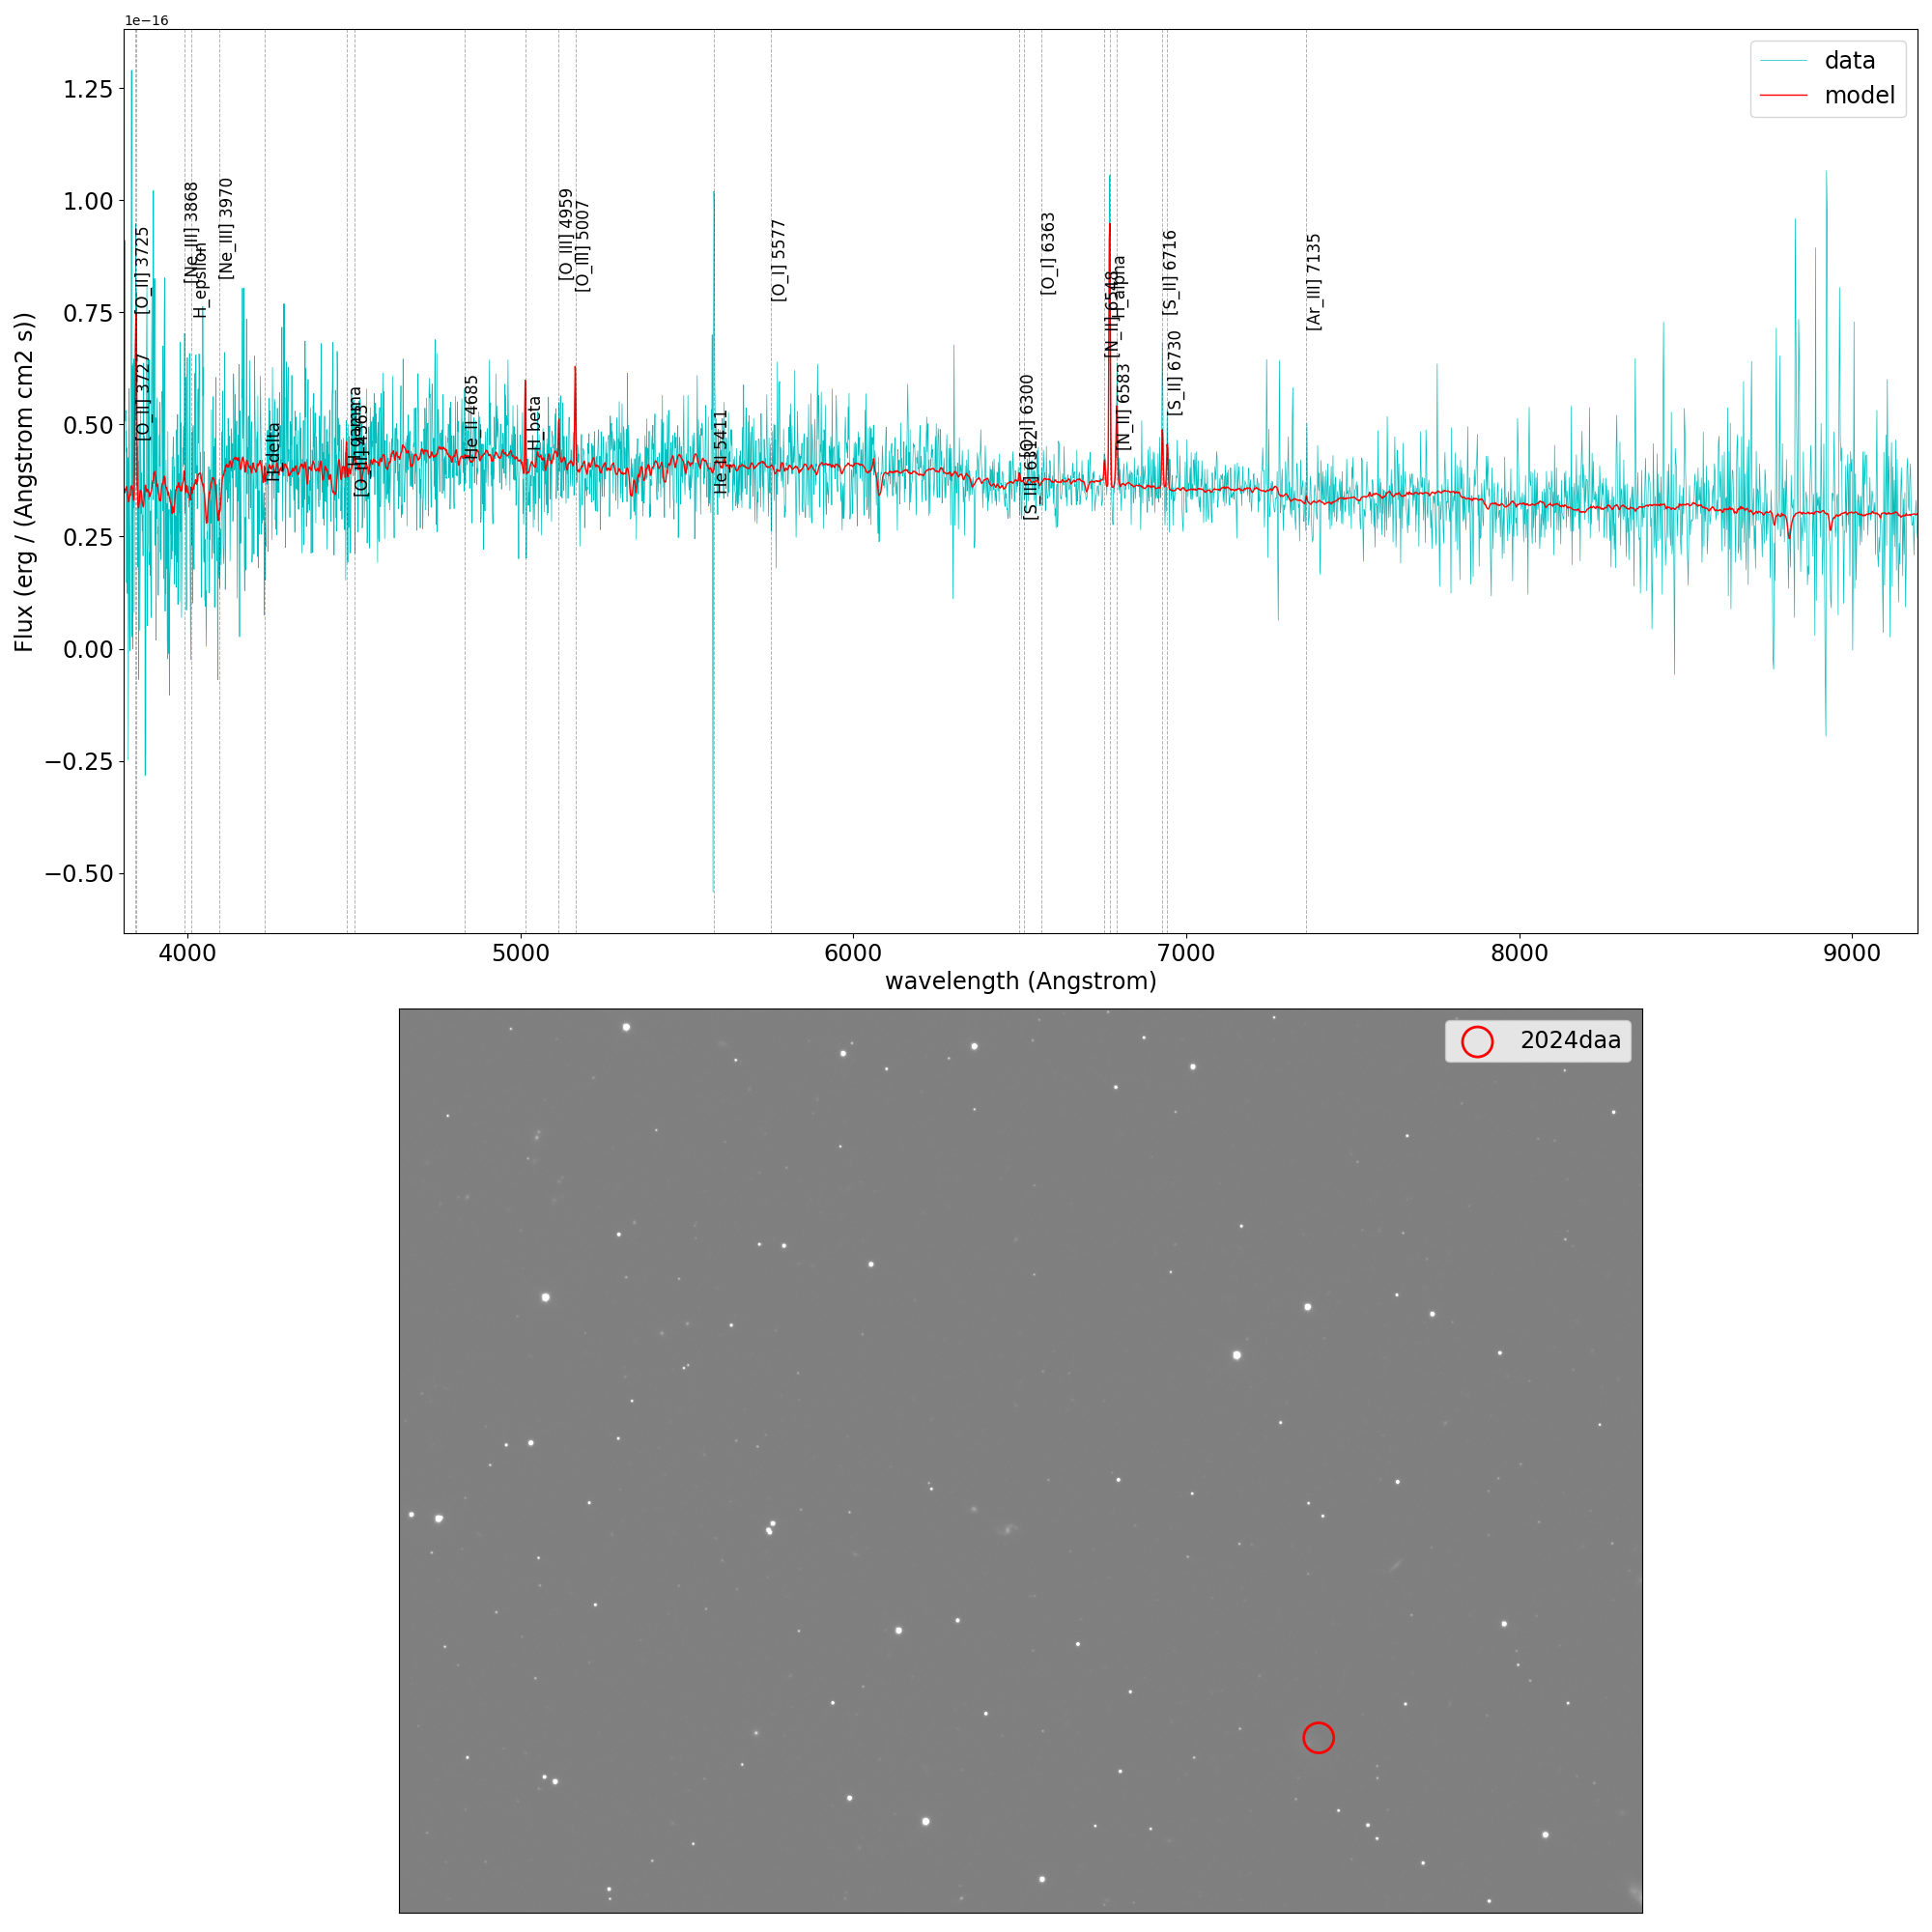 1e−16
data
model
1.25
1.00
0.75
0.50
0.25
0.00
−0.25
−0.50
Flux (erg / (Angstrom cm2 s))
[O_II] 3725
[O_II] 3727
[Ne_III] 3868
H_epsilon
[Ne_III] 3970
H_delta
H_gamma
[O_III] 4363
He_II 4685
H_beta
[O_III] 4959
[O_III] 5007
He_II 5411
[O_I] 5577
[O_I] 6300
[S_III] 6312
[O_I] 6363
[N_II] 6548
H_alpha
[N_II] 6583
[S_II] 6716
[S_II] 6730
[Ar_III] 7135
4000 5000 6000 7000 8000 9000
wavelength (Angstrom)
2024daa